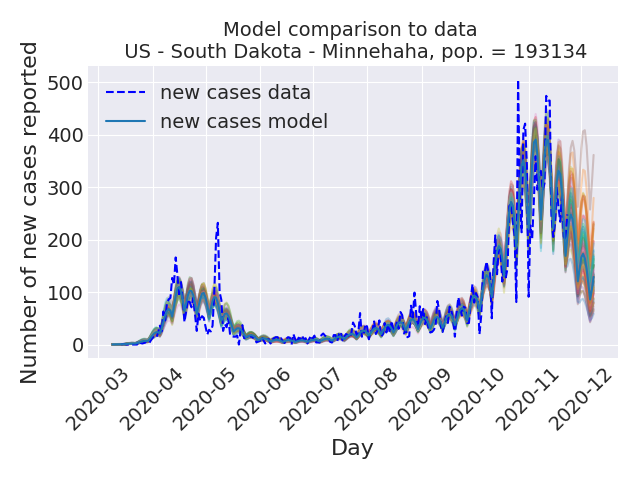 Model comparison to data
US - South Dakota - Minnehaha, pop. = 193134
Number of new cases reported
500
400
300
200
100
0
new cases data
new cases model
2020-03
2020-04
2020-05
2020-06
2020-07
2020-08
2020-09
2020-10
2020-11
2020-12
Day